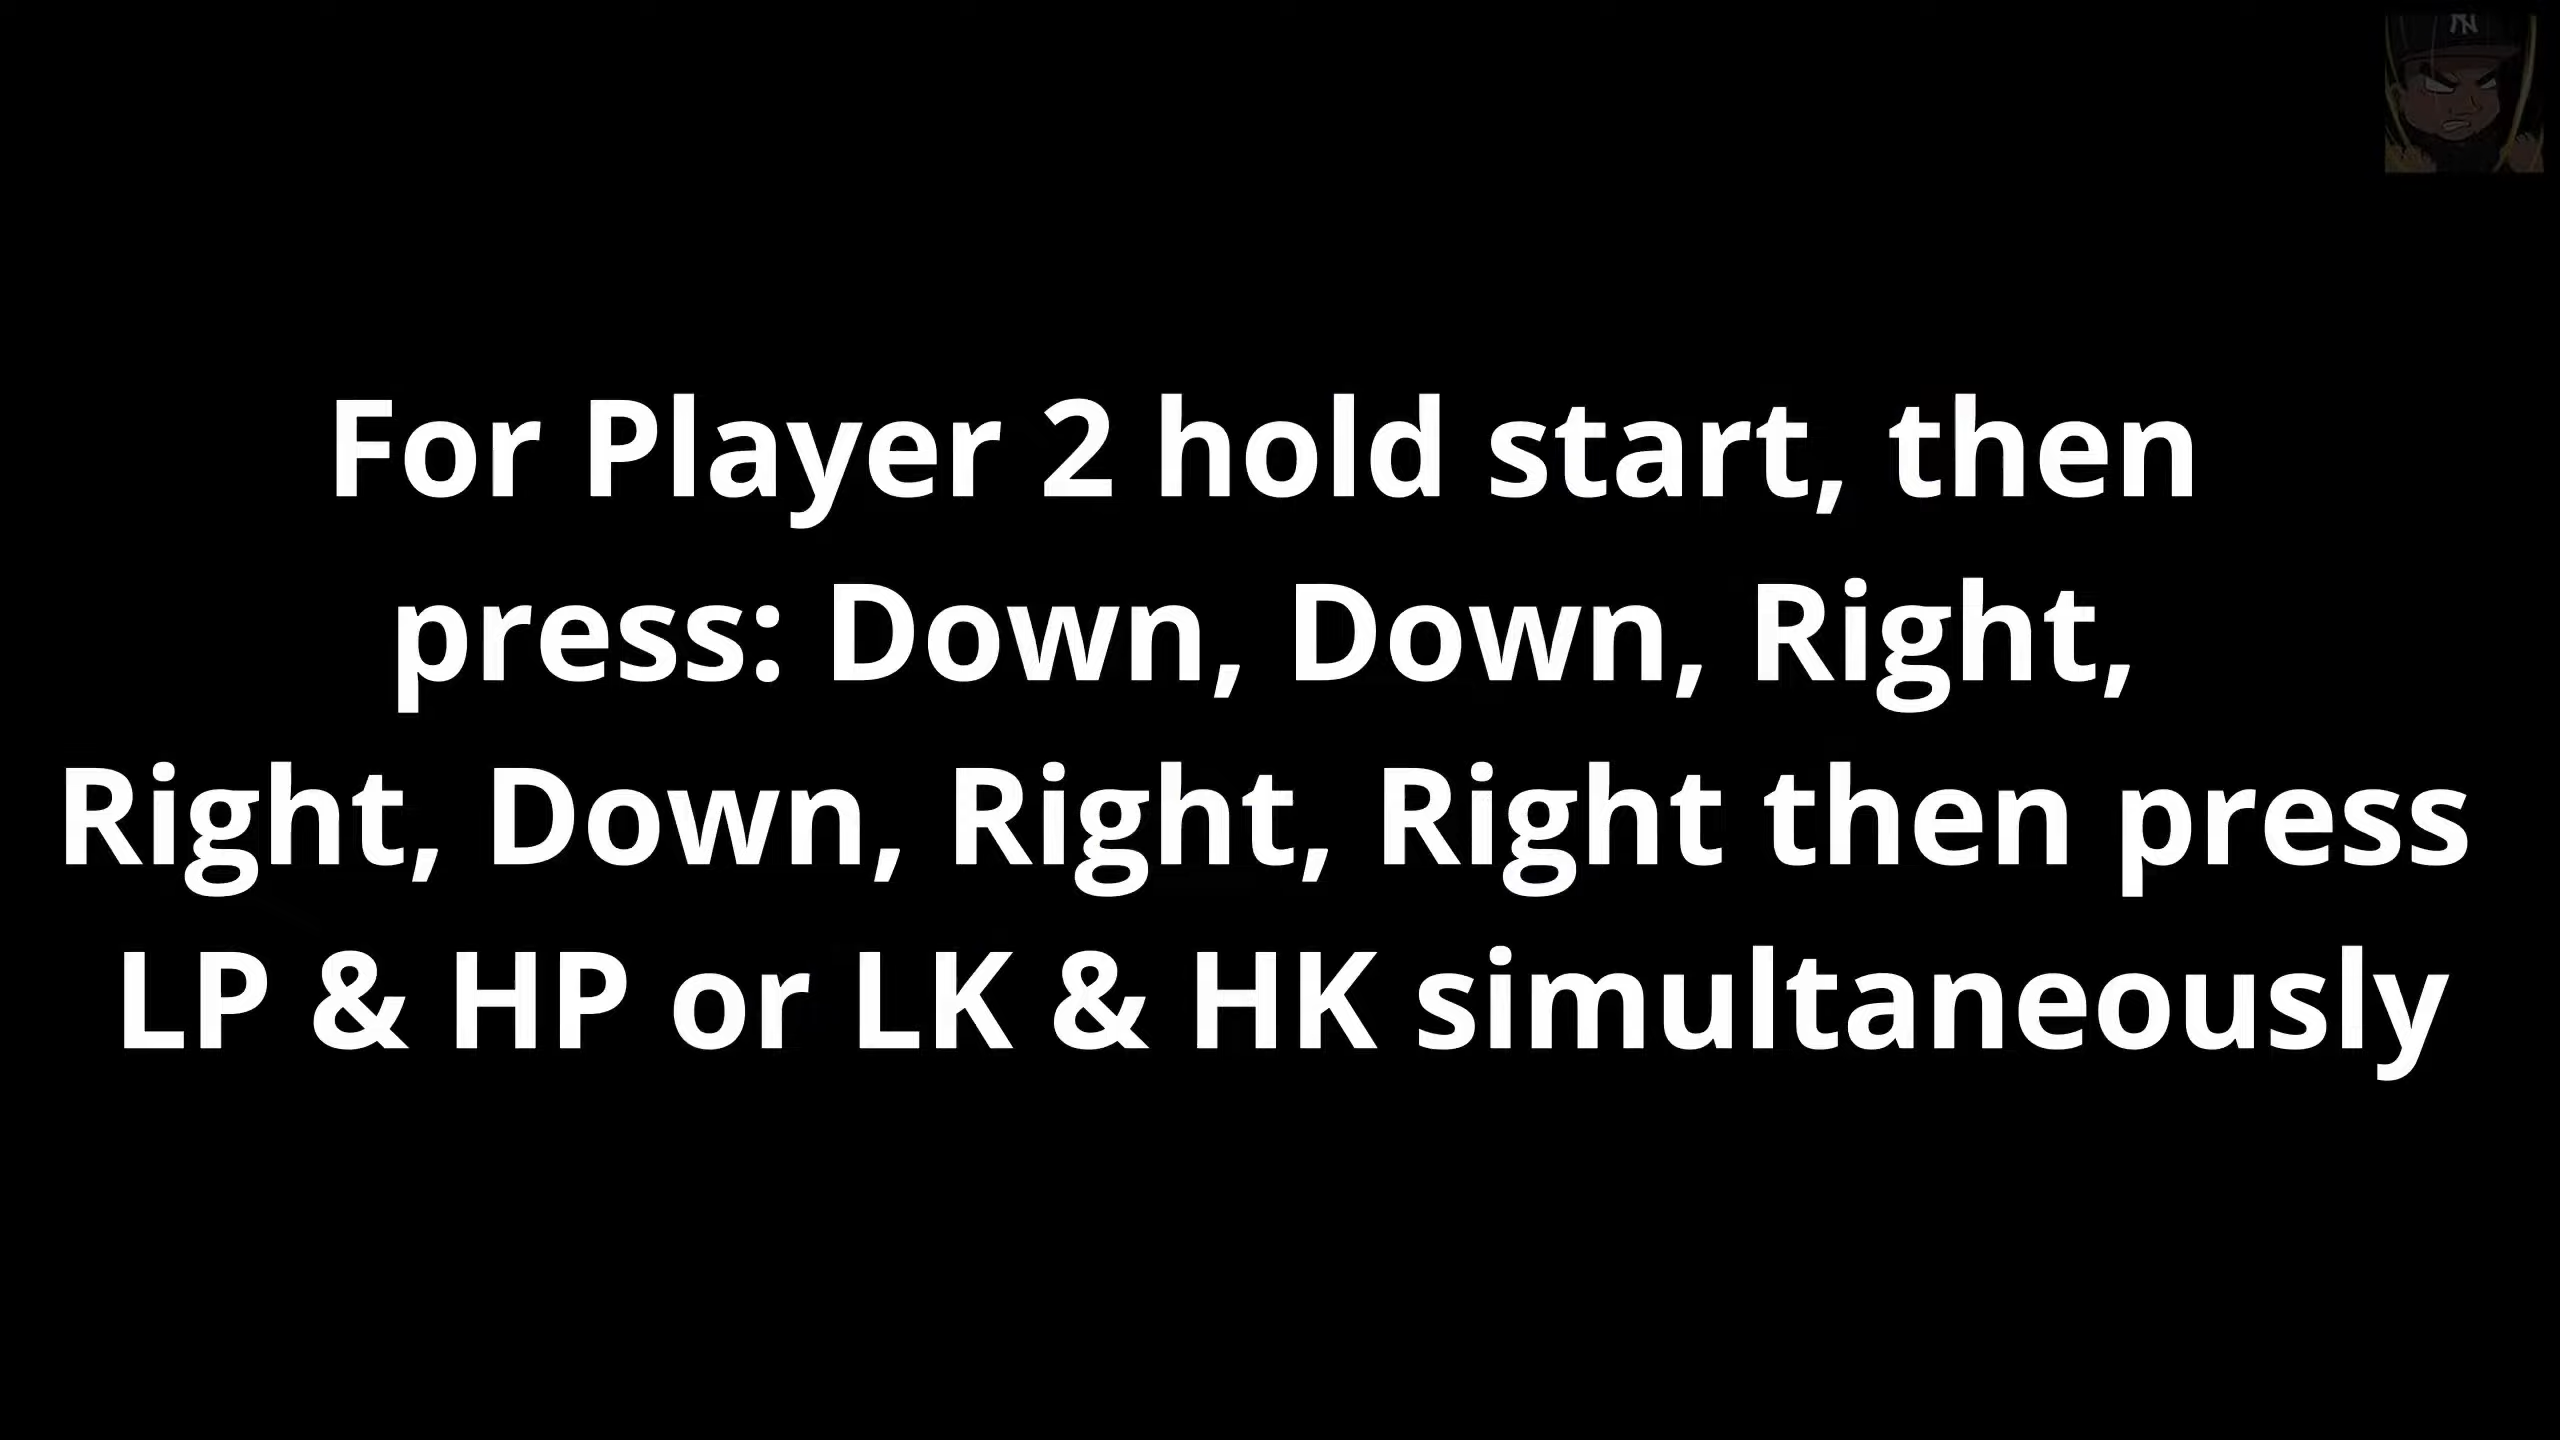 For Player 2 hold start, then
press: Down, Down, Right,
Right, Down, Right, Right then press
LP & HP or LK & HK simultaneously